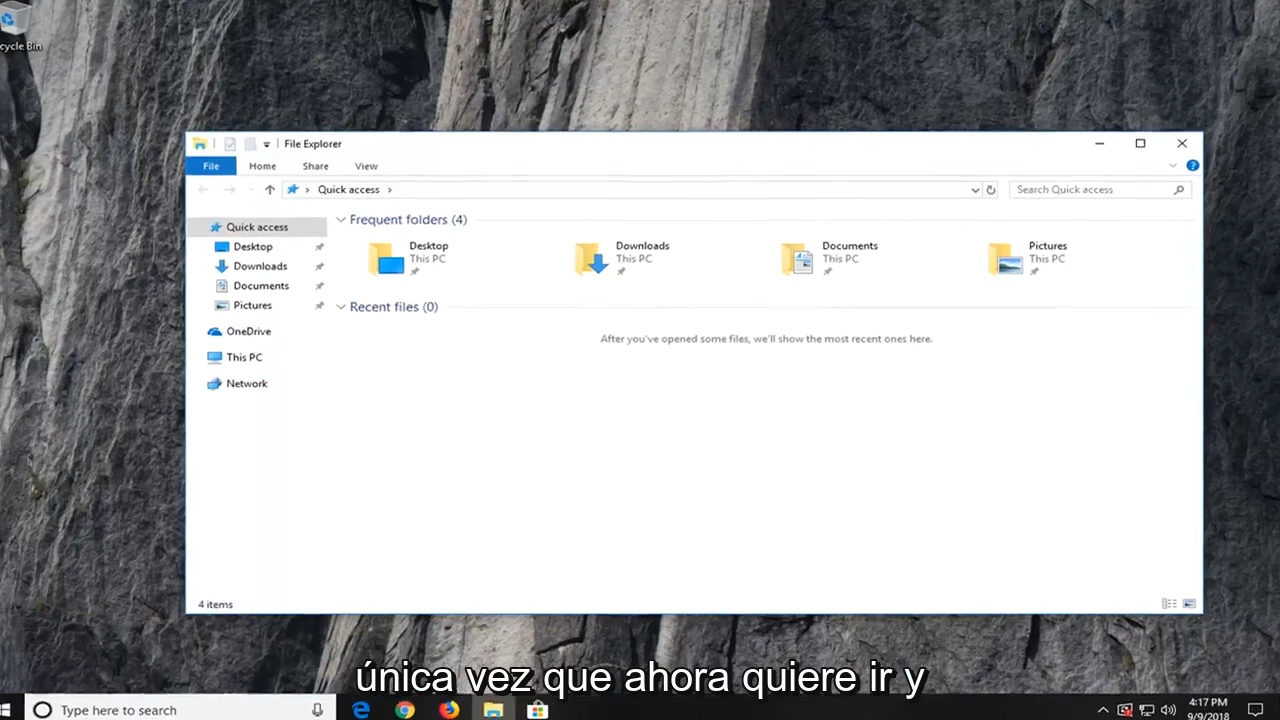 cycle Bin
File Explorer
File Home Share View
Quick access
Search Quick access
Quick access
Desktop
Downloads
Documents
Pictures
OneDrive
This PC
Network
Frequent folders (4)
Desktop
This PC
Downloads
This PC
Documents
This PC
Pictures
This PC
Recent files (0)
After you've opened some files, we'll show the most recent ones here.
4 items
única vez que ahora quiere ir y
Type here to search
4:17 PM
9/9/2018